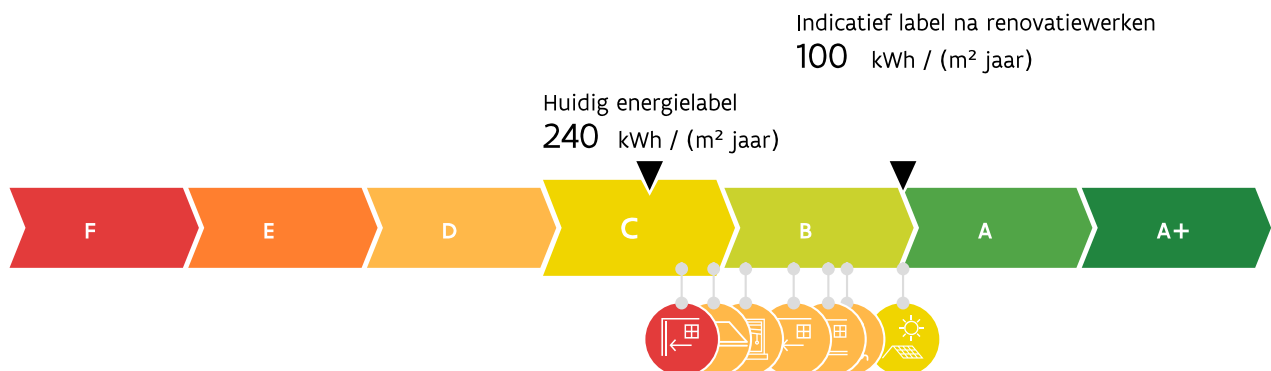 Indicatief label na renovatiewerken
100 kWh / (m² jaar)
Huidig energielabel
240 kWh / (m² jaar)
F E D C B A A+